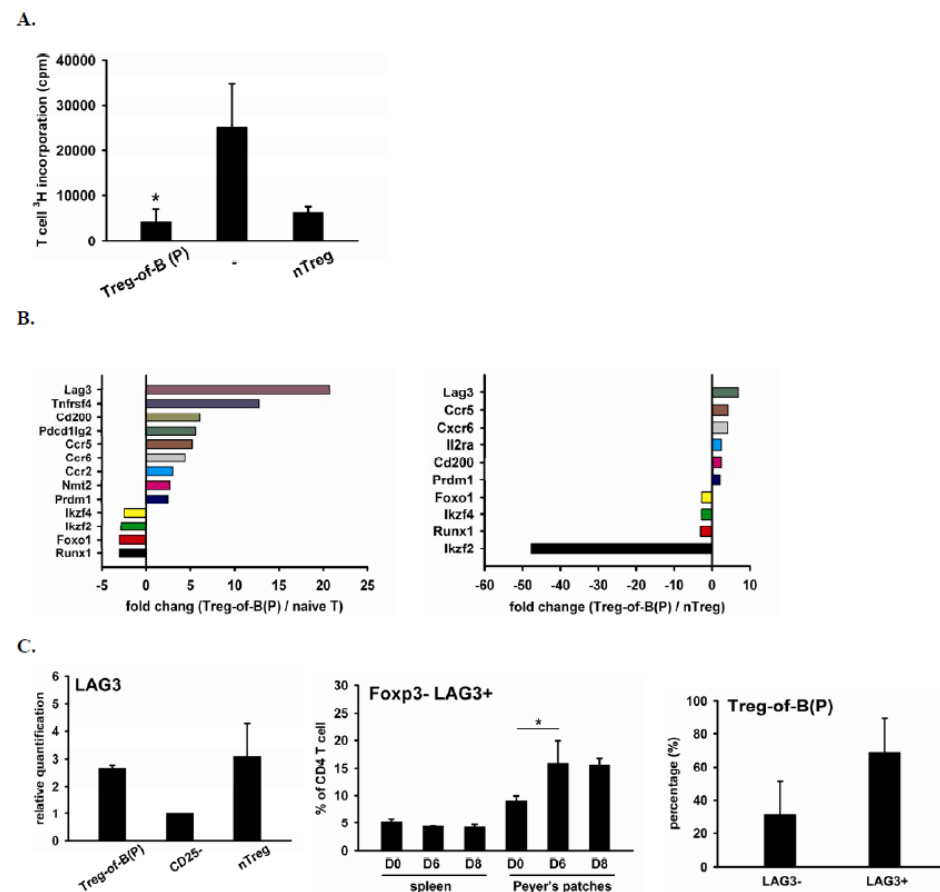 A.
T cell ³H incorporation (cpm)
40000
30000
20000
10000
0
*
Treg-of-B (P)
-
nTreg
B.
Lag3
Tnfrsf4
Cd200
Pdcd1lg2
Ccr5
Ccr6
Ccr2
Nmt2
Prdm1
Ikzf4
Ikzf2
Foxo1
Runx1
-5 0 5 10 15 20 25
fold chang (Treg-of-B(P) / naive T)
Lag3
Ccr5
Cxcr6
Il2ra
Cd200
Prdm1
Foxo1
Ikzf4
Runx1
Ikzf2
-60 -50 -40 -30 -20 -10 0 10
fold change (Treg-of-B(P) / nTreg)
C.
LAG3
relative quantification
6
5
4
3
2
1
0
Treg-of-B(P)
CD25-
nTreg
Foxp3- LAG3+
% of CD4 T cell
30
25
20
15
10
5
0
*
D0 D6 D8 D0 D6 D8
spleen Peyer's patches
Treg-of-B(P)
percentage (%)
100
80
60
40
20
0
LAG3- LAG3+